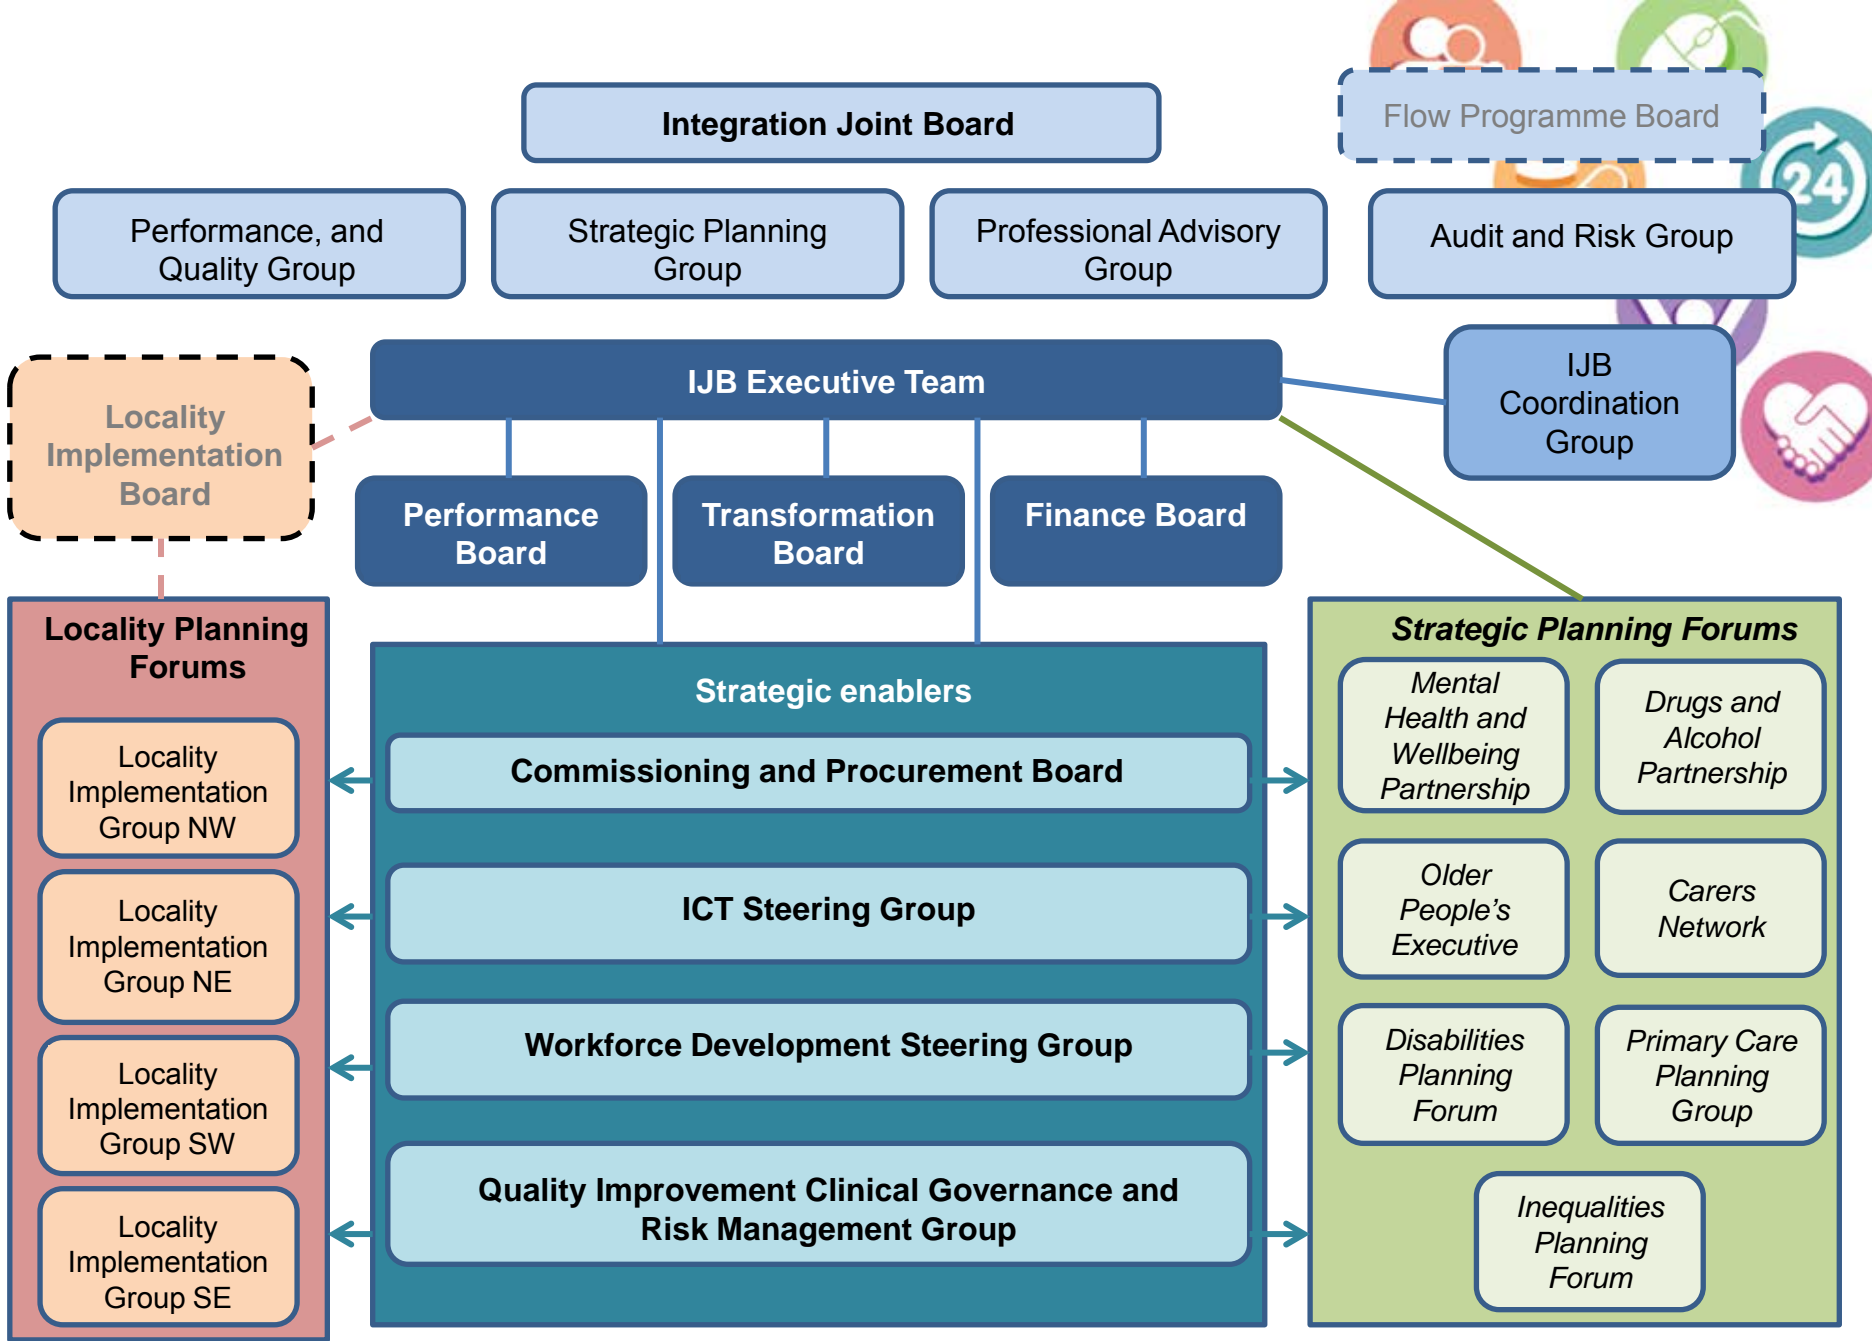 Integration Joint Board
Flow Programme Board
24
Performance, and
Quality Group
Strategic Planning
Group
Professional Advisory
Group
Audit and Risk Group
IJB Executive Team
IJB
Coordination
Group
Locality
Implementation
Board
Performance
Board
Transformation
Board
Finance Board
Locality Planning
Forums
Locality
Implementation
Group NW
Locality
Implementation
Group NE
Locality
Implementation
Group SW
Locality
Implementation
Group SE
Strategic enablers
Commissioning and Procurement Board
ICT Steering Group
Workforce Development Steering Group
Quality Improvement Clinical Governance and
Risk Management Group
Strategic Planning Forums
Mental
Health and
Wellbeing
Partnership
Drugs and
Alcohol
Partnership
Older
People’s
Executive
Carers
Network
Disabilities
Planning
Forum
Primary Care
Planning
Group
Inequalities
Planning
Forum